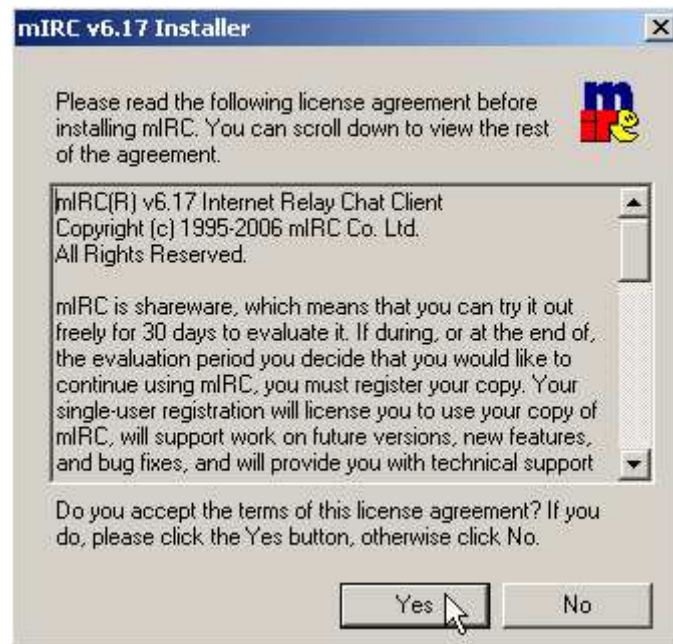 mIRC v6.17 Installer
Please read the following license agreement before
installing mIRC. You can scroll down to view the rest
of the agreement.
mIRC(R) v6.17 Internet Relay Chat Client
Copyright (c) 1995-2006 mIRC Co. Ltd.
All Rights Reserved.
mIRC is shareware, which means that you can try it out
freely for 30 days to evaluate it. If during, or at the end of,
the evaluation period you decide that you would like to
continue using mIRC, you must register your copy. Your
single-user registration will license you to use your copy of
mIRC, will support work on future versions, new features,
and bug fixes, and will provide you with technical support
Do you accept the terms of this license agreement? If you
do, please click the Yes button, otherwise click No.
Yes
No